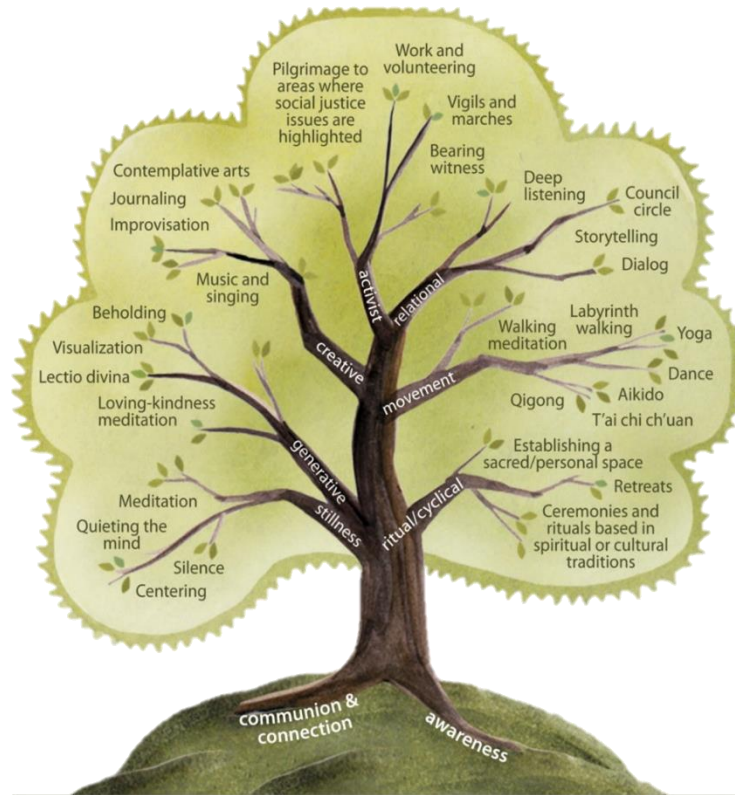 Work and
volunteering
Pilgrimage to
areas where
social justice
issues are
highlighted
Vigils and
marches
Bearing
witness
Deep
listening
Council
circle
Storytelling
Dialog
Contemplative arts
Journaling
Improvisation
Music and
singing
activist
relational
creative
Beholding
Visualization
Lectio divina
Loving-kindness
meditation
generative
Walking
meditation
Labyrinth
walking
Yoga
Dance
Aikido
Qigong
T'ai chi ch'uan
movement
Meditation
Quieting the
mind
Silence
Centering
stillness
Establishing a
sacred/personal space
Retreats
Ceremonies and
rituals based in
spiritual or cultural
traditions
ritual/cyclical
communion &
connection
awareness